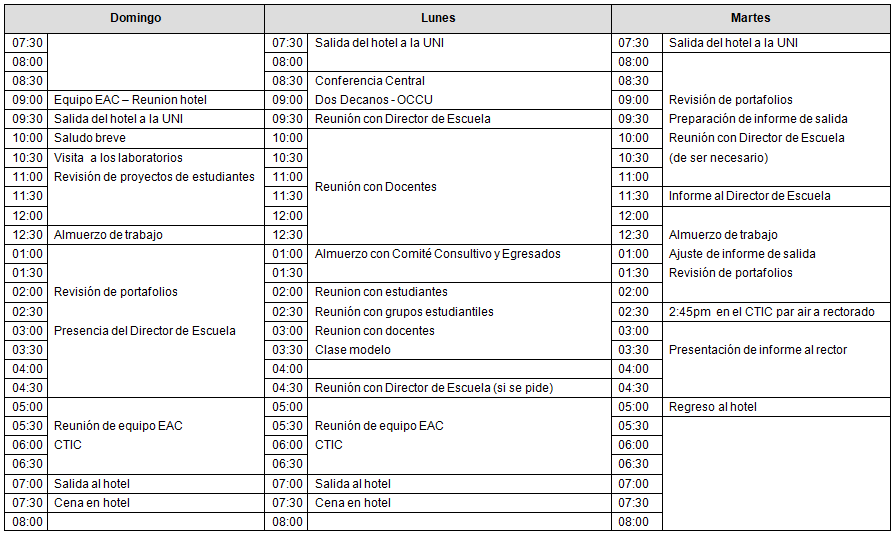 Domingo Lunes Martes
07:30 07:30 Salida del hotel a la UNI 07:30 Salida del hotel a la UNI
08:00 08:00 08:00
08:30 08:30 Conferencia Central 08:30
09:00 Equipo EAC – Reunion hotel 09:00 Dos Decanos - OCCU 09:00 Revisión de portafolios
09:30 Salida del hotel a la UNI 09:30 Reunión con Director de Escuela 09:30 Preparación de informe de salida
10:00 Saludo breve 10:00 10:00 Reunión con Director de Escuela
10:30 Visita a los laboratorios 10:30 10:30 (de ser necesario)
11:00 Revisión de proyectos de estudiantes 11:00 Reunión con Docentes 11:00
11:30 11:30 11:30 Informe al Director de Escuela
12:00 12:00 12:00
12:30 Almuerzo de trabajo 12:30 12:30 Almuerzo de trabajo
01:00 01:00 Almuerzo con Comité Consultivo y Egresados 01:00 Ajuste de informe de salida
01:30 01:30 01:30 Revisión de portafolios
02:00 Revisión de portafolios 02:00 Reunion con estudiantes 02:00
02:30 02:30 Reunión con grupos estudiantiles 02:30 2:45pm en el CTIC par air a rectorado
03:00 Presencia del Director de Escuela 03:00 Reunion con docentes 03:00
03:30 03:30 Clase modelo 03:30 Presentación de informe al rector
04:00 04:00 04:00
04:30 04:30 Reunión con Director de Escuela (si se pide) 04:30
05:00 05:00 05:00 Regreso al hotel
05:30 Reunión de equipo EAC 05:30 Reunión de equipo EAC 05:30
06:00 CTIC 06:00 CTIC 06:00
06:30 06:30 06:30
07:00 Salida al hotel 07:00 Salida al hotel 07:00
07:30 Cena en hotel 07:30 Cena en hotel 07:30
08:00 08:00 08:00